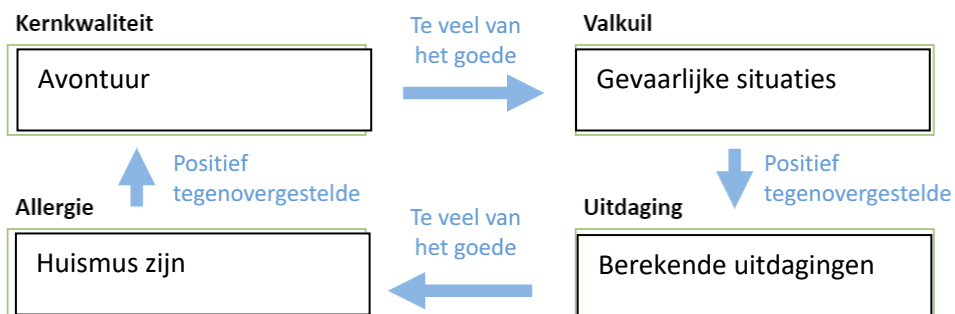 Kernkwaliteit
Te veel van
het goede
Valkuil
Avontuur
Gevaarlijke situaties
Positief
tegenovergestelde
Positief
tegenovergestelde
Allergie
Te veel van
het goede
Uitdaging
Huismus zijn
Berekende uitdagingen